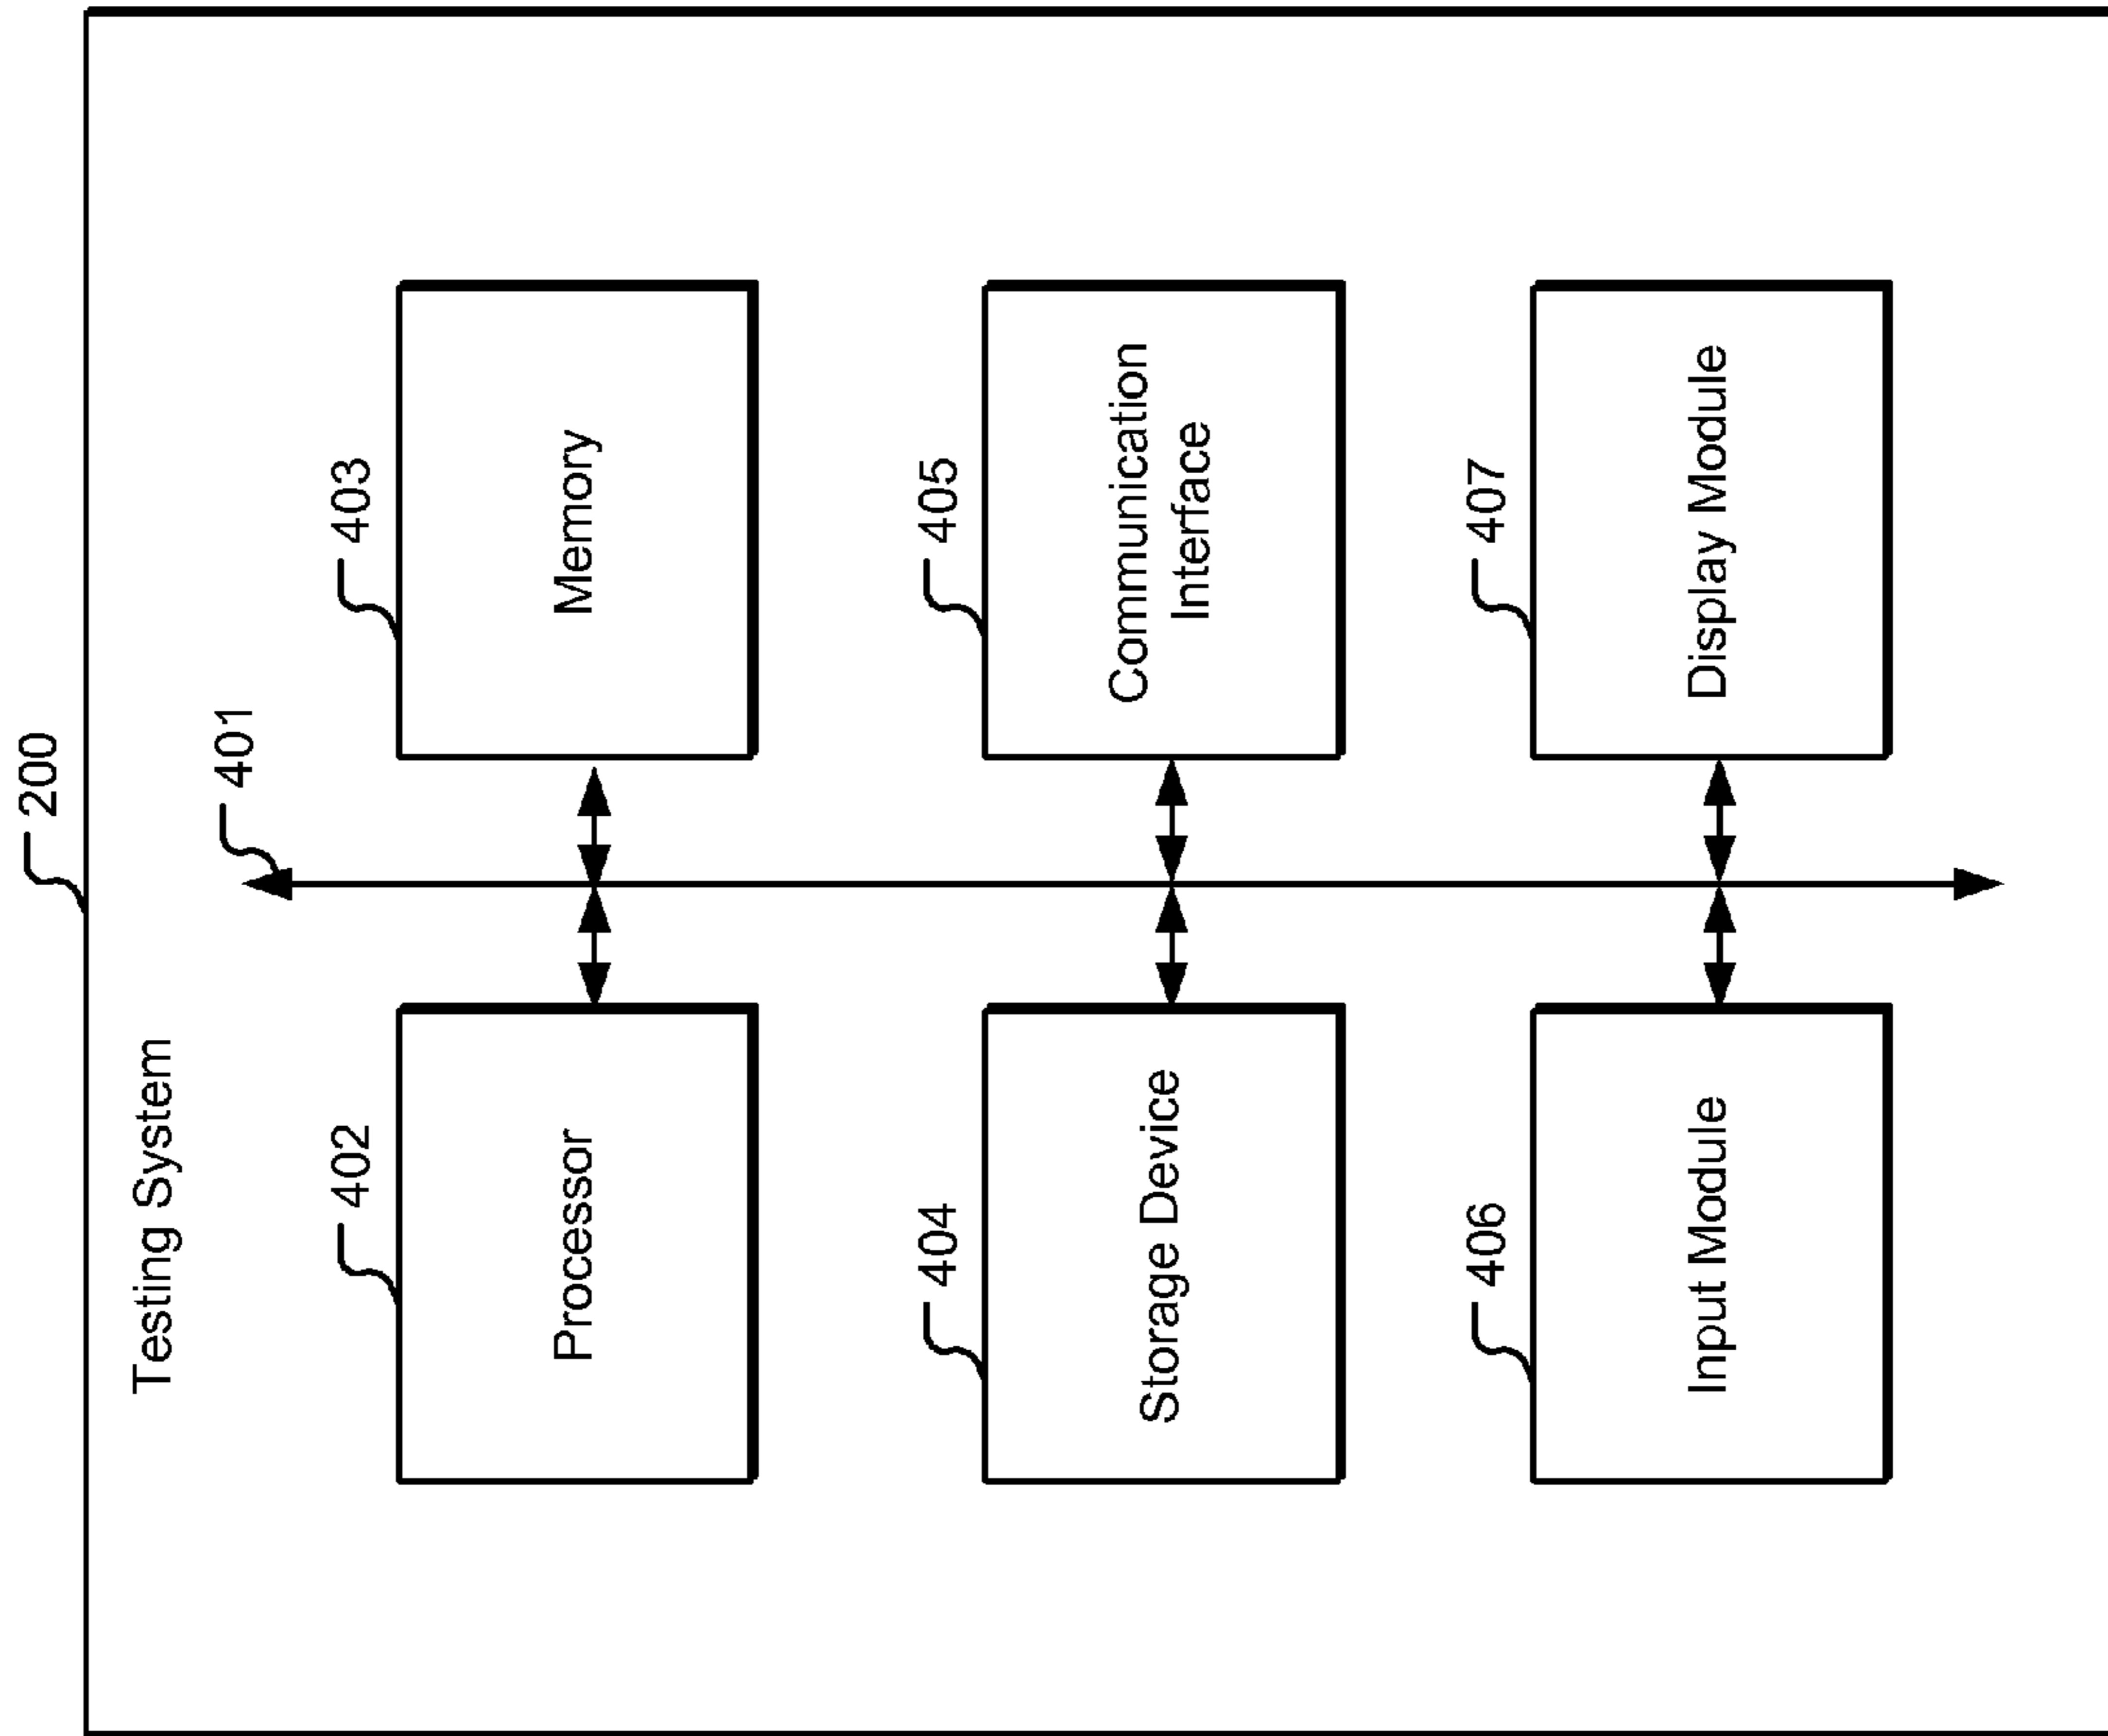 200
Testing System
401
402
Processor
403
Memory
404
Storage Device
405
Communication
Interface
406
Input Module
407
Display Module